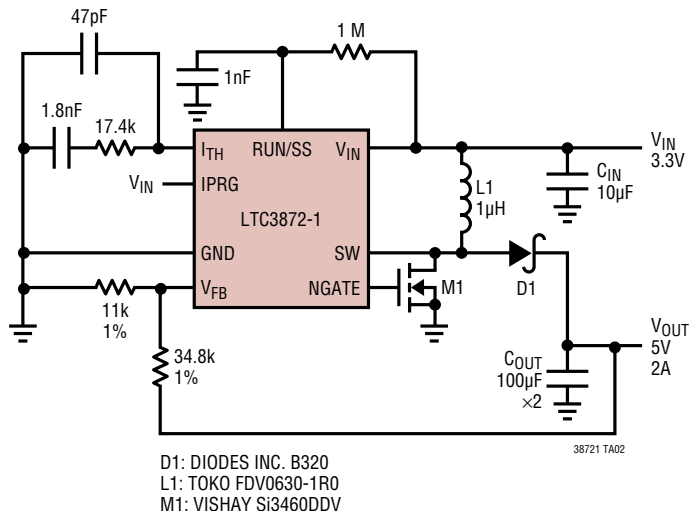 47pF
1 M
1nF
1.8nF
17.4k
I_TH
RUN/SS
V_IN
V_IN
3.3V
C_IN
10µF
V_IN
IPRG
L1
1µH
LTC3872-1
GND
SW
D1
V_FB
NGATE
M1
11k
1%
34.8k
1%
V_OUT
5V
2A
C_OUT
100µF
×2
38721 TA02
D1: DIODES INC. B320
L1: TOKO FDV0630-1R0
M1: VISHAY Si3460DDV